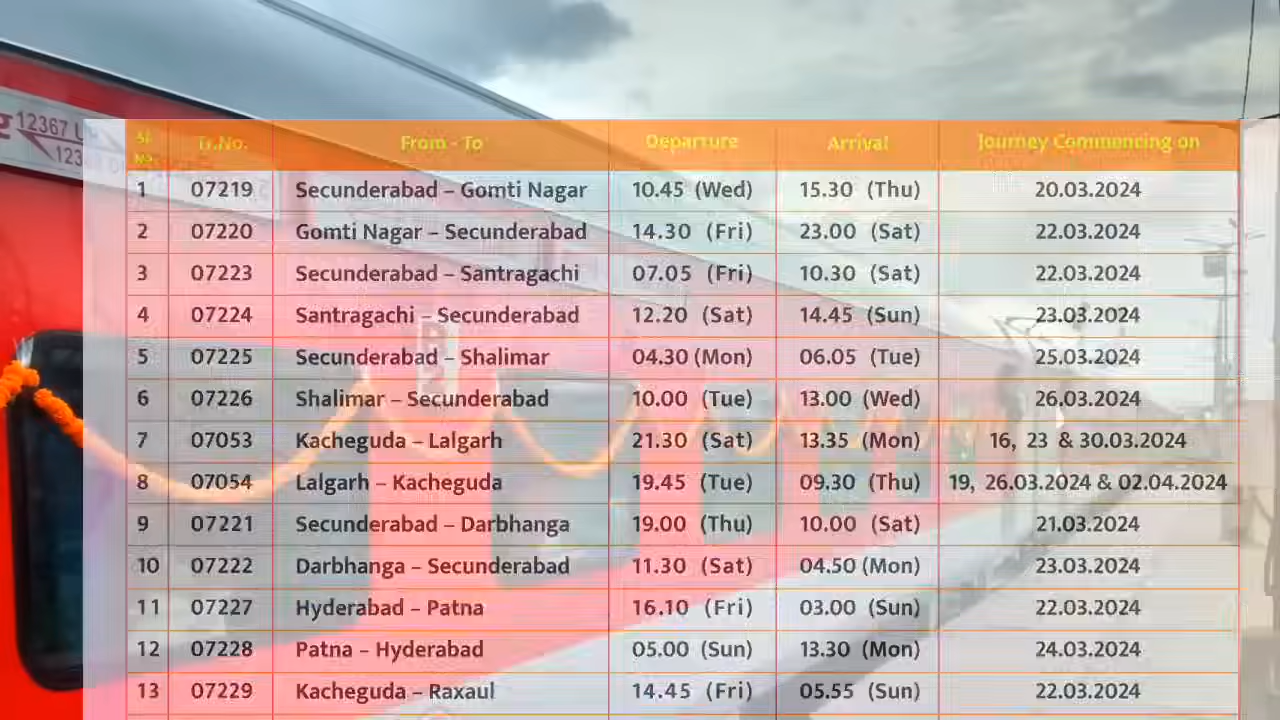 12367
123
Sl No. Tr.No. From - To Departure Arrival Journey Commencing on
1 07219 Secunderabad – Gomti Nagar 10.45 (Wed) 15.30 (Thu) 20.03.2024
2 07220 Gomti Nagar – Secunderabad 14.30 (Fri) 23.00 (Sat) 22.03.2024
3 07223 Secunderabad – Santragachi 07.05 (Fri) 10.30 (Sat) 22.03.2024
4 07224 Santragachi – Secunderabad 12.20 (Sat) 14.45 (Sun) 23.03.2024
5 07225 Secunderabad – Shalimar 04.30 (Mon) 06.05 (Tue) 25.03.2024
6 07226 Shalimar – Secunderabad 10.00 (Tue) 13.00 (Wed) 26.03.2024
7 07053 Kacheguda – Lalgarh 21.30 (Sat) 13.35 (Mon) 16, 23 & 30.03.2024
8 07054 Lalgarh – Kacheguda 19.45 (Tue) 09.30 (Thu) 19, 26.03.2024 & 02.04.2024
9 07221 Secunderabad – Darbhanga 19.00 (Thu) 10.00 (Sat) 21.03.2024
10 07222 Darbhanga – Secunderabad 11.30 (Sat) 04.50 (Mon) 23.03.2024
11 07227 Hyderabad – Patna 16.10 (Fri) 03.00 (Sun) 22.03.2024
12 07228 Patna – Hyderabad 05.00 (Sun) 13.30 (Mon) 24.03.2024
13 07229 Kacheguda – Raxaul 14.45 (Fri) 05.55 (Sun) 22.03.2024